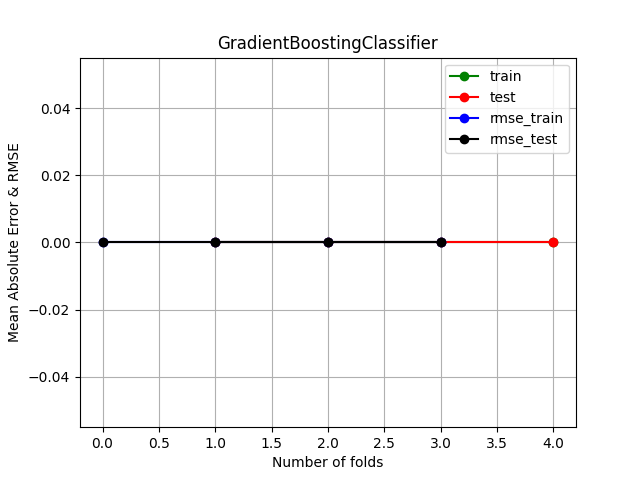 GradientBoostingClassifier
train
test
rmse_train
rmse_test
Mean Absolute Error & RMSE
0.04
0.02
0.00
−0.02
−0.04
0.0 0.5 1.0 1.5 2.0 2.5 3.0 3.5 4.0
Number of folds